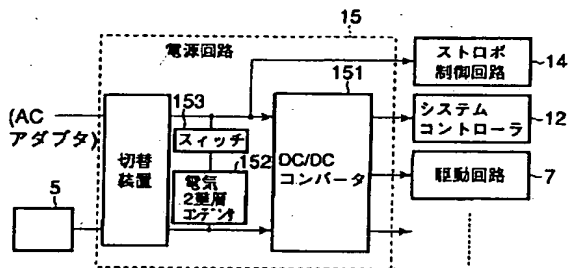 15
電源回路
ストロボ
制御回路
14
(AC
アダプタ)
153
151
スイッチ
システム
コントローラ
12
切替
装置
152
電気
2重層
コンデンサ
DC/DC
コンバータ
駆動回路
7
5